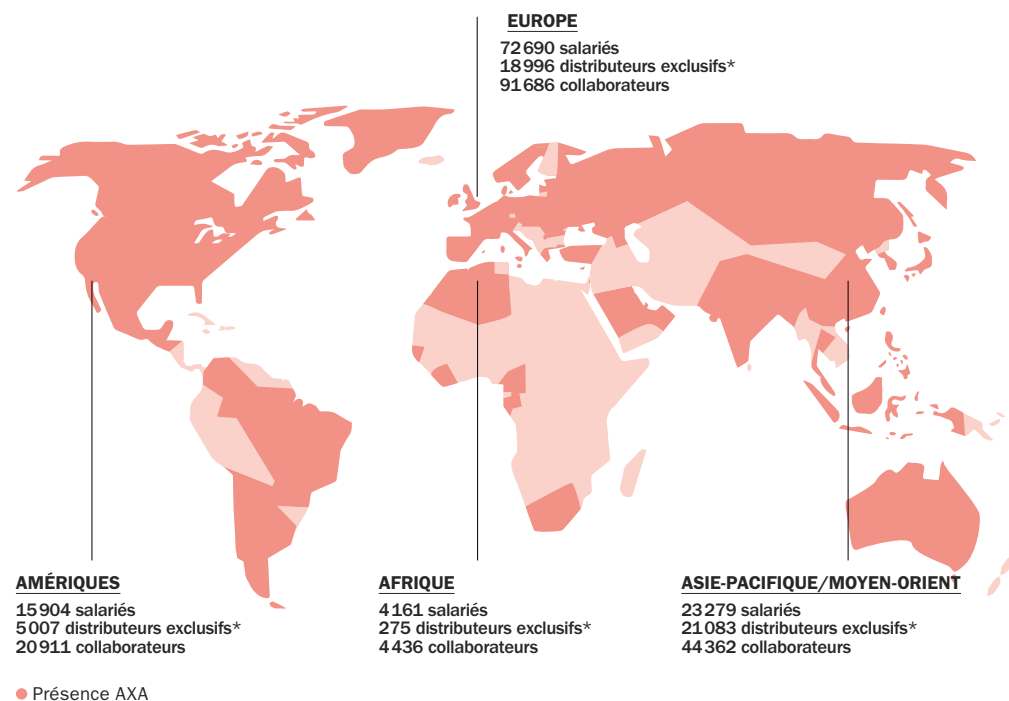 EUROPE
72 690 salariés
18 996 distributeurs exclusifs*
91 686 collaborateurs
AMÉRIQUES
15 904 salariés
5 007 distributeurs exclusifs*
20 911 collaborateurs
AFRIQUE
4 161 salariés
275 distributeurs exclusifs*
4 436 collaborateurs
ASIE-PACIFIQUE/MOYEN-ORIENT
23 279 salariés
21 083 distributeurs exclusifs*
44 362 collaborateurs
Présence AXA